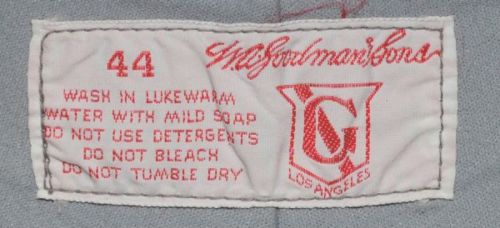 44
WASH IN LUKEWARM
WATER WITH MILD SOAP
DO NOT USE DETERGENTS
DO NOT BLEACH
DO NOT TUMBLE DRY
Goodman & Sons
G
LOS ANGELES